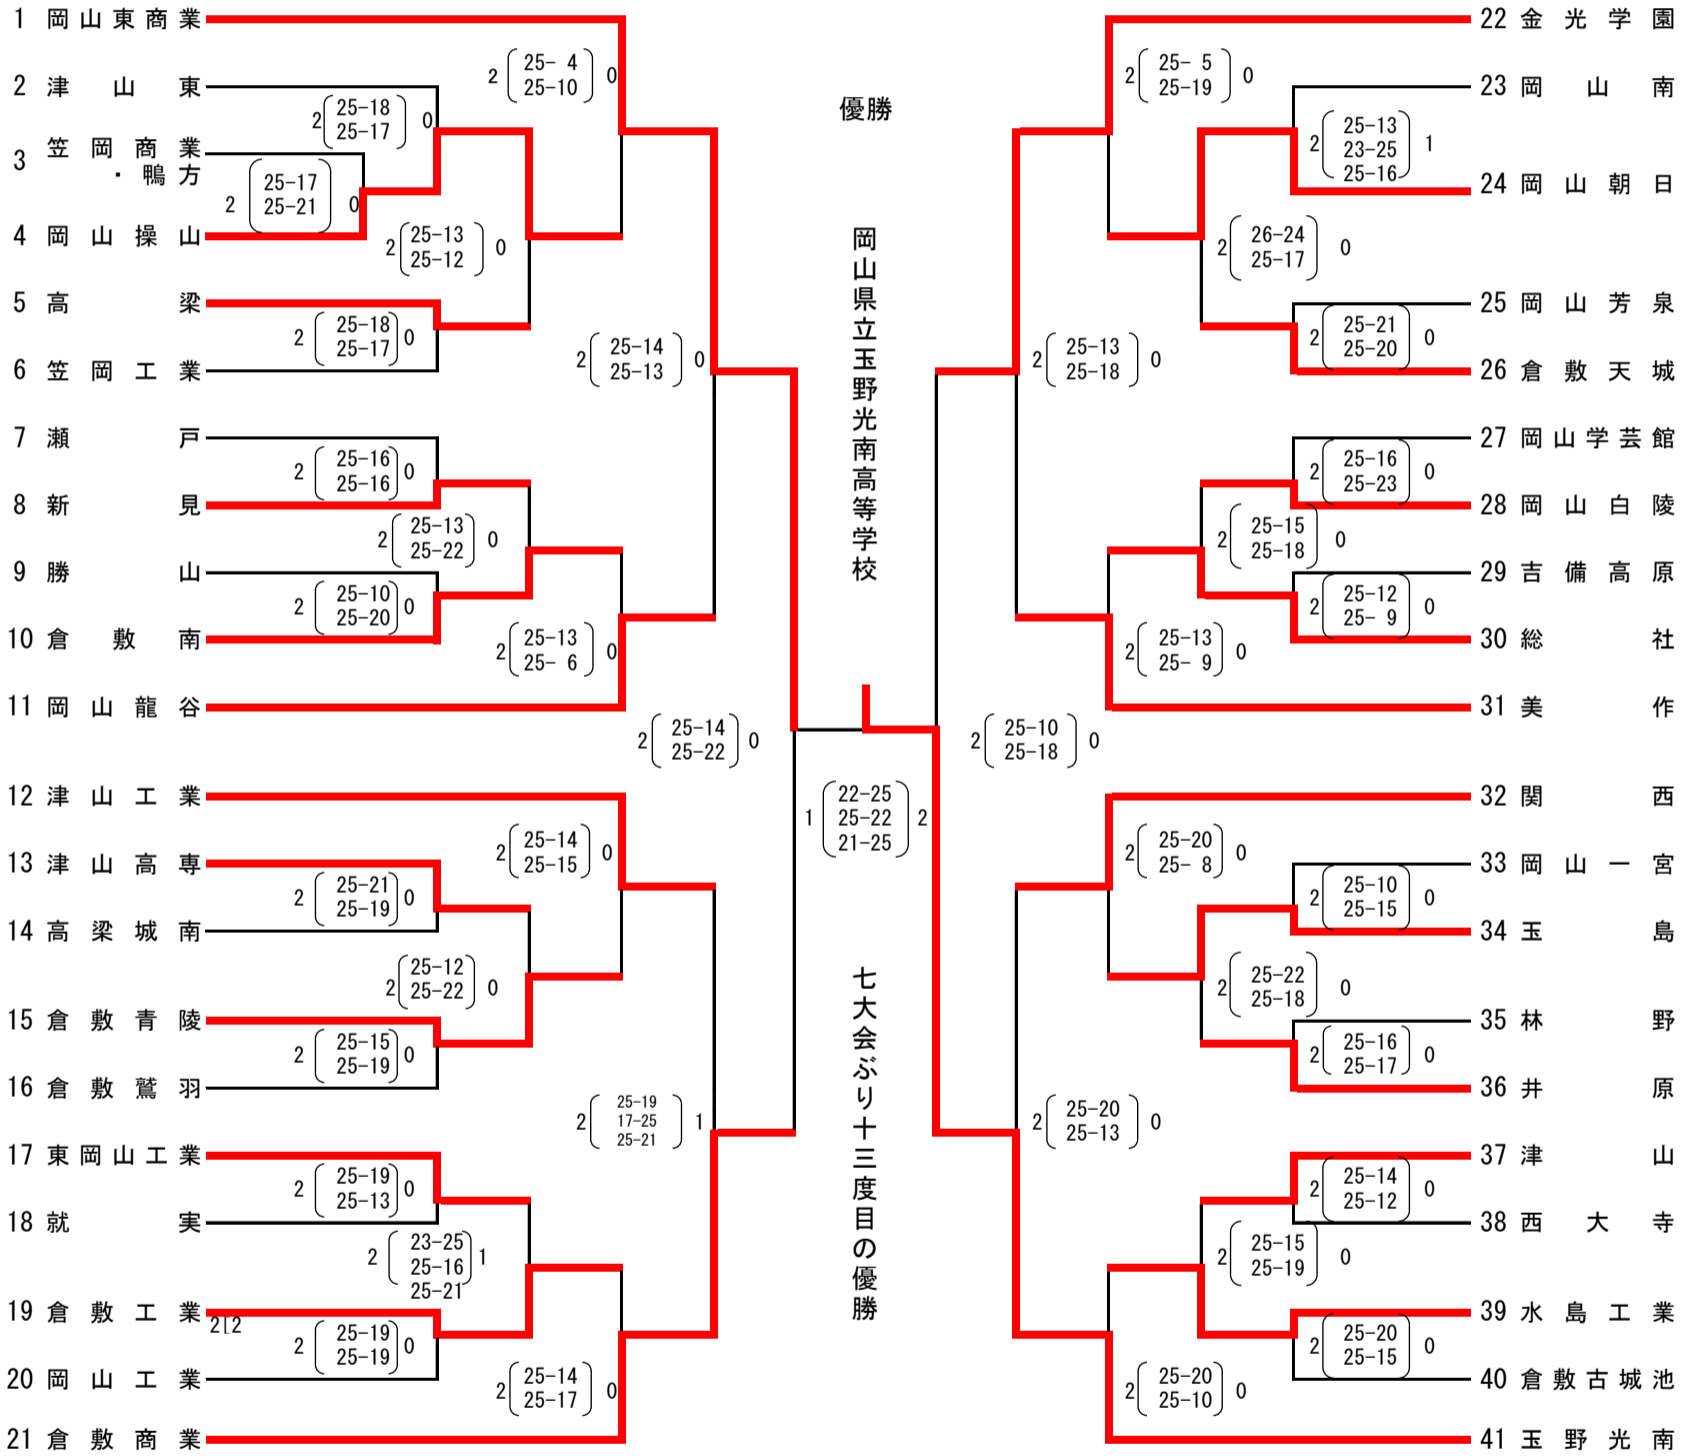 1 岡山東商業
2 津山東
3 笠岡商業
・鴨方
4 岡山操山
5 高梁
6 笠岡工業
7 瀬戸
8 新見
9 勝山
10 倉敷南
11 岡山龍谷
12 津山工業
13 津山高専
14 高梁城南
15 倉敷青陵
16 倉敷鷲羽
17 東岡山工業
18 就実
19 倉敷工業
20 岡山工業
21 倉敷商業
2 25-18 0
25-17
2 25-17 0
25-21
2 25-18 0
25-17
2 25-16 0
25-16
2 25-10 0
25-20
2 25-21 0
25-19
2 25-15 0
25-19
2 25-19 0
25-13
2[2
2 25-19 0
25-19
2 25-13 0
25-12
2 25-13 0
25-22
2 25-12 0
25-22
2 23-25 1
25-16
25-21
2 25- 4 0
25-10
2 25-13 0
25- 6
2 25-14 0
25-15
2 25-14 0
25-17
2 25-14 0
25-13
2 25-19 1
17-25
25-21
2 25-14 0
25-22
優勝
岡山県立玉野光南高等学校
1 22-25 2
25-22
21-25
七大会ぶり十三度目の優勝
2 25-10 0
25-18
2 25-13 0
25-18
2 25-20 0
25-13
2 25- 5 0
25-19
2 25-13 0
25- 9
2 25-20 0
25- 8
2 25-20 0
25-10
2 26-24 0
25-17
2 25-15 0
25-18
2 25-22 0
25-18
2 25-15 0
25-19
2 25-13 1
23-25
25-16
2 25-21 0
25-20
2 25-16 0
25-23
2 25-12 0
25- 9
2 25-10 0
25-15
2 25-16 0
25-17
2 25-14 0
25-12
2 25-20 0
25-15
22 金光学園
23 岡山南
24 岡山朝日
25 岡山芳泉
26 倉敷天城
27 岡山学芸館
28 岡山白陵
29 吉備高原
30 総社
31 美作
32 関西
33 岡山一宮
34 玉島
35 林野
36 井原
37 津山
38 西大寺
39 水島工業
40 倉敷古城池
41 玉野光南